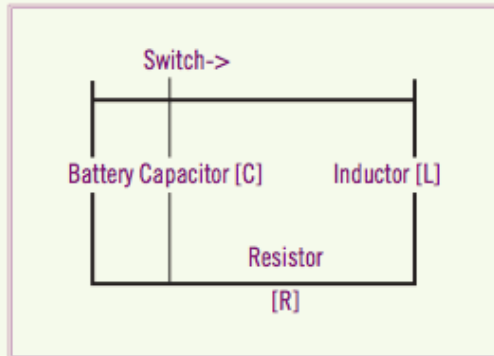 Switch->
Battery Capacitor [C] Inductor [L]
Resistor
[R]